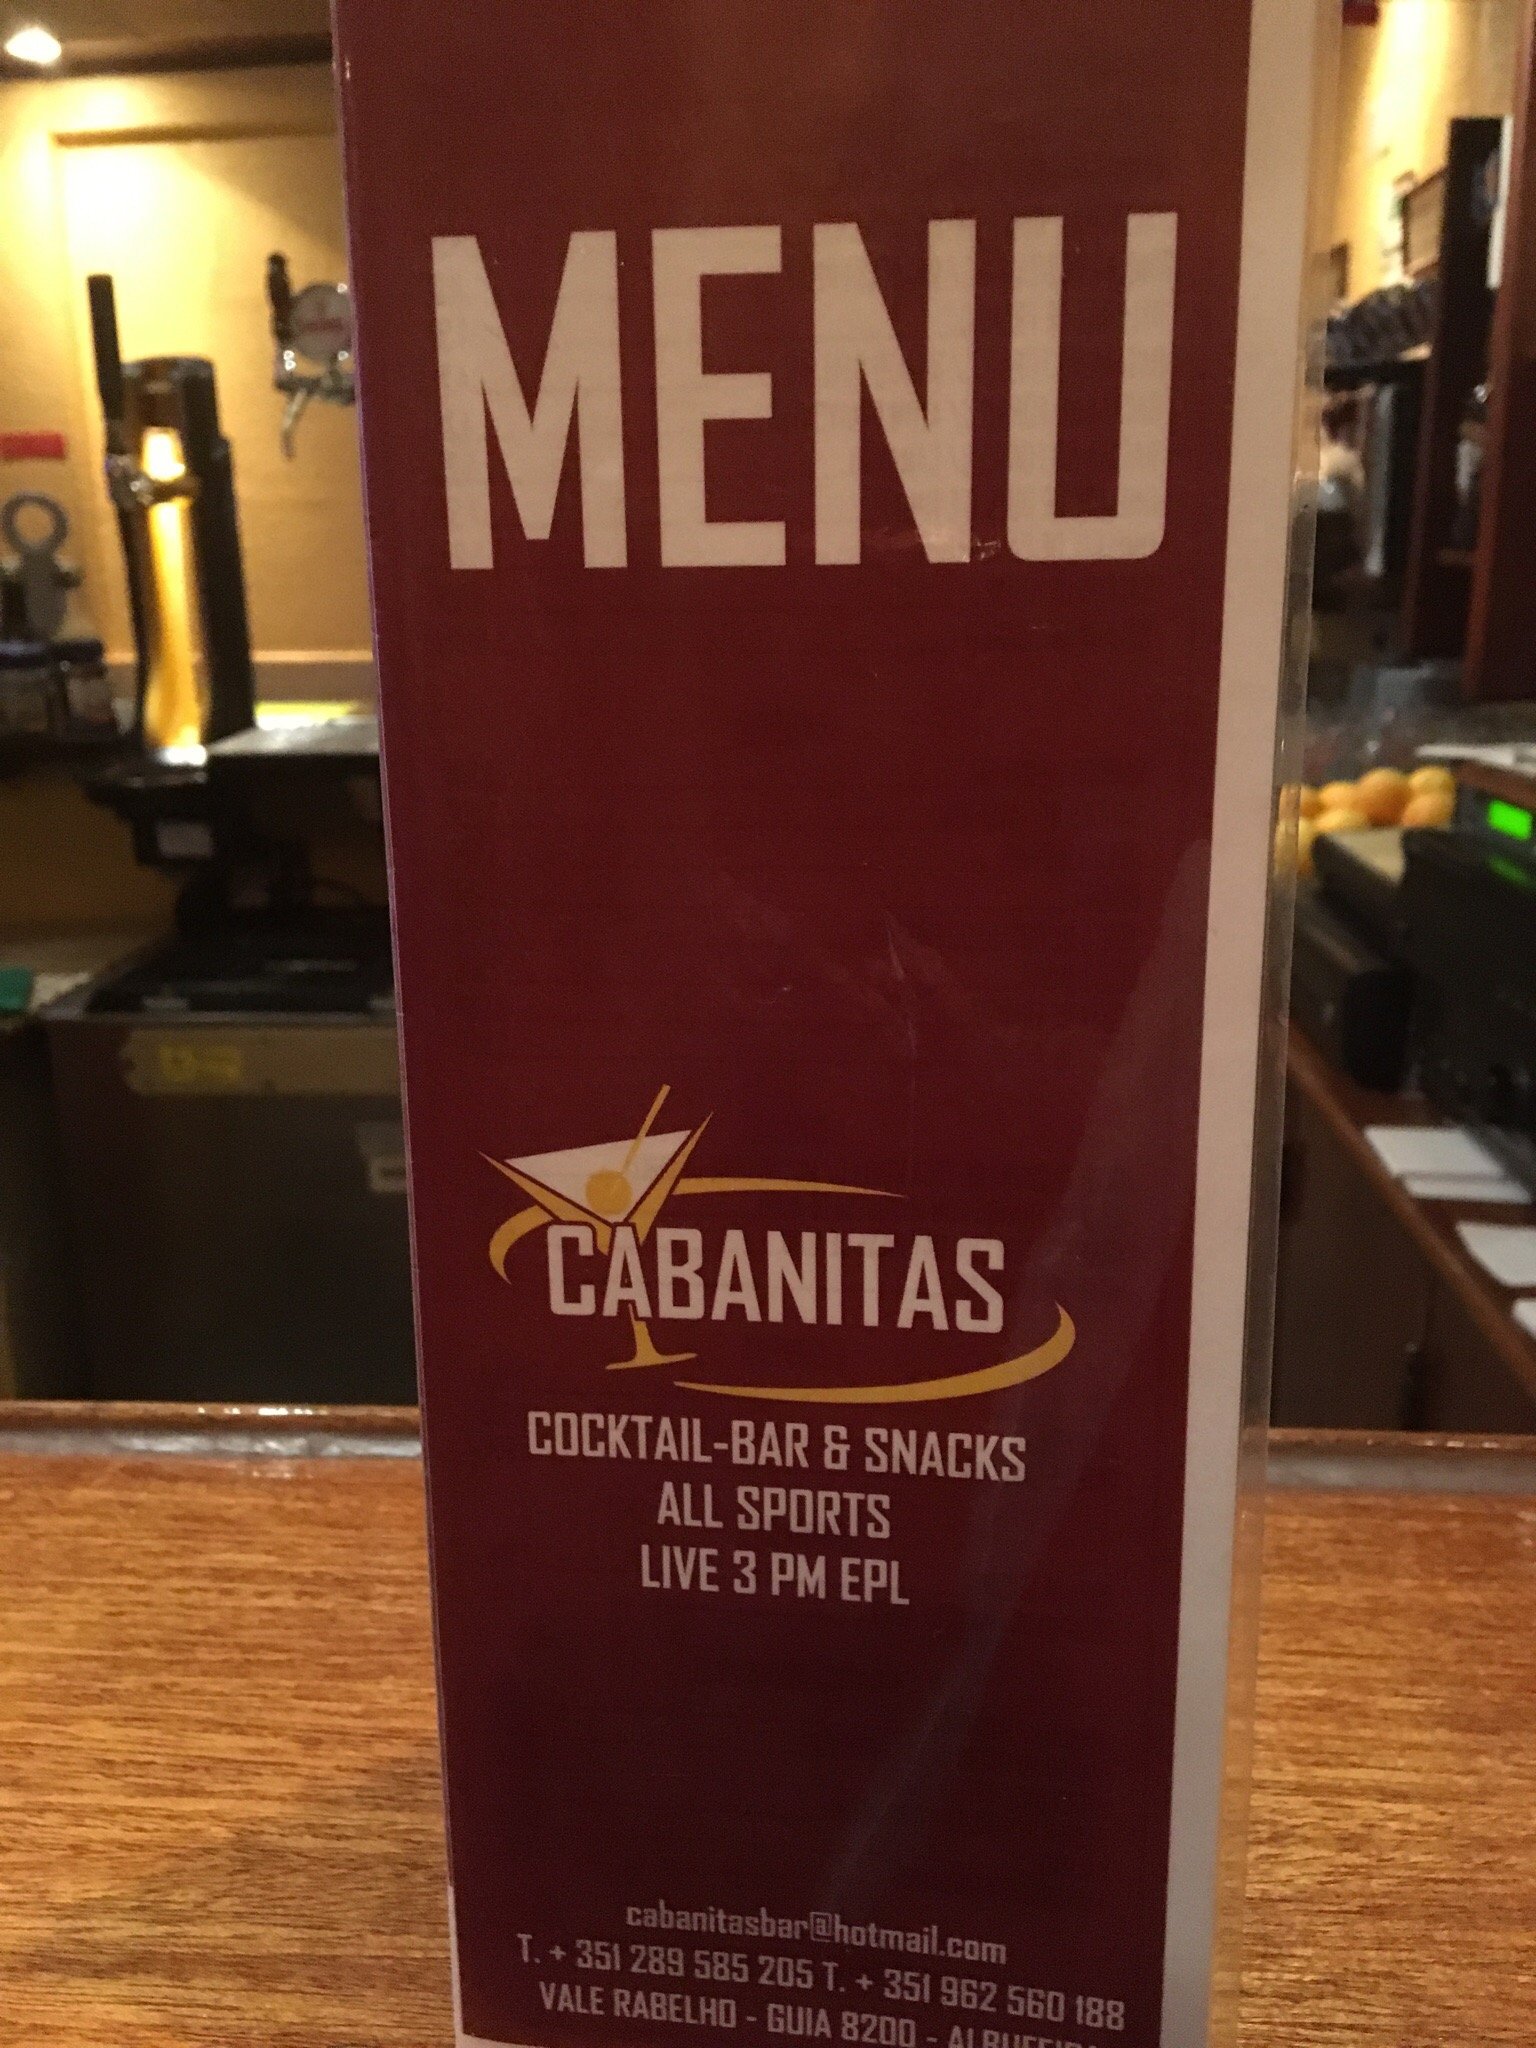 MENU
CABANITAS
COCKTAIL-BAR & SNACKS
ALL SPORTS
LIVE 3 PM EPL
cabanitasbar@hotmail.com
T. + 351 289 585 205 T. + 351 962 560 188
VALE RABELHO - GUIA 8200 -